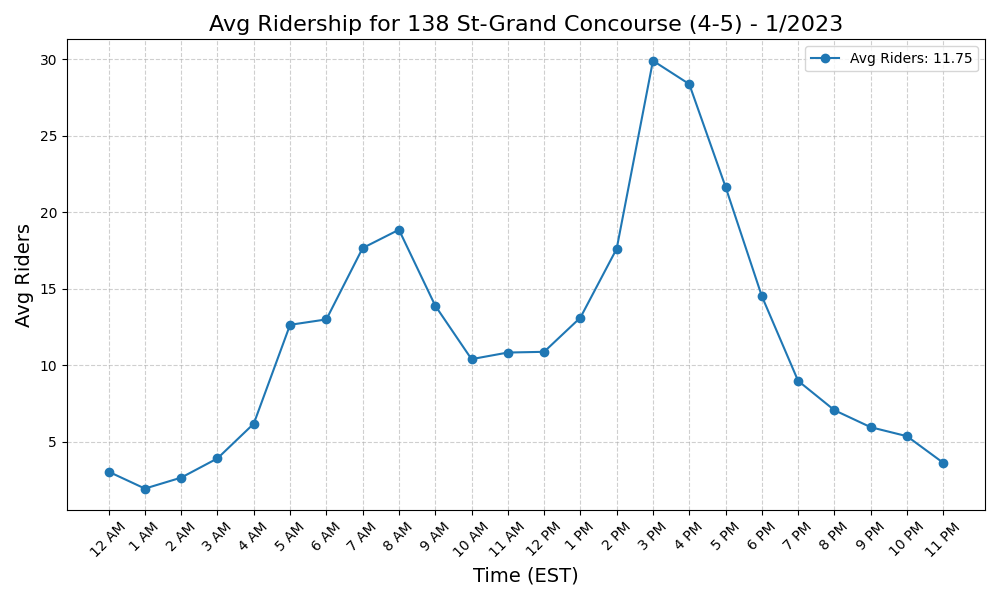 Avg Ridership for 138 St-Grand Concourse (4-5) - 1/2023
Avg Riders: 11.75
Avg Riders
30
25
20
15
10
5
12 AM
1 AM
2 AM
3 AM
4 AM
5 AM
6 AM
7 AM
8 AM
9 AM
10 AM
11 AM
12 PM
1 PM
2 PM
3 PM
4 PM
5 PM
6 PM
7 PM
8 PM
9 PM
10 PM
11 PM
Time (EST)